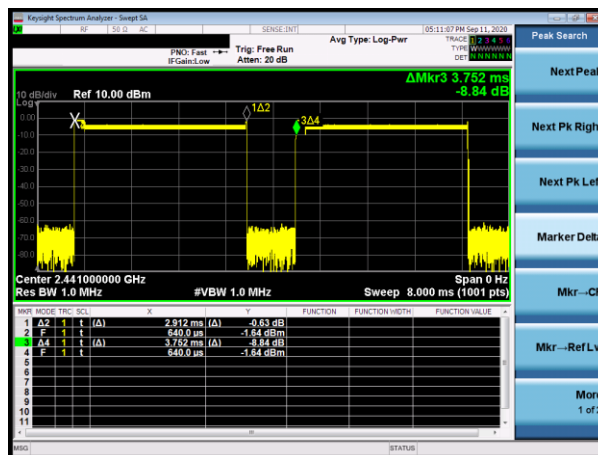 Keysight Spectrum Analyzer - Swept SA
RF 50 Ω AC SENSE:INT 05:11:07 PM Sep 11, 2020
Avg Type: Log-Pwr TRACE 1 2 3 4 5 6
PNO: Fast Trig: Free Run TYPE
IFGain:Low Atten: 20 dB DET N N N N N N
Peak Search
ΔMkr3 3.752 ms
-8.84 dB
10 dB/div Ref 10.00 dBm
Log
1Δ2
3Δ4
X
0.00
-10.0
-20.0
-30.0
-40.0
-50.0
-60.0
-70.0
-80.0
Center 2.441000000 GHz Span 0 Hz
Res BW 1.0 MHz #VBW 1.0 MHz Sweep 8.000 ms (1001 pts)
MKR MODE TRC SCL X Y FUNCTION FUNCTION WIDTH FUNCTION VALUE
1 Δ2 1 t (Δ) 2.912 ms (Δ) -0.63 dB
2 F 1 t 640.0 µs -1.64 dBm
3 Δ4 1 t (Δ) 3.752 ms (Δ) -8.84 dB
4 F 1 t 640.0 µs -1.64 dBm
5
6
7
8
9
10
11
Next Peak
Next Pk Righ
Next Pk Lef
Marker Delta
Mkr→C
Mkr→Ref Lv
More
1 of 2
MSG STATUS